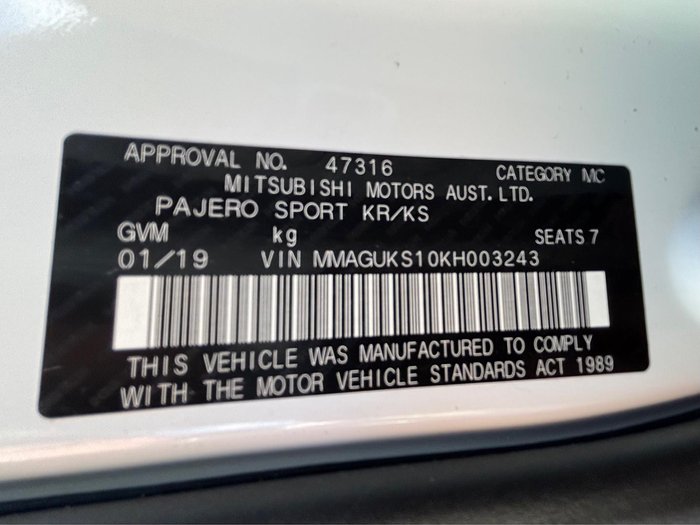 APPROVAL NO. 47316 CATEGORY MC
MITSUBISHI MOTORS AUST. LTD.
PAJERO SPORT KR/KS
GVM kg SEATS 7
01/19 VIN MMAGUKS10KH003243
THIS VEHICLE WAS MANUFACTURED TO COMPLY
WITH THE MOTOR VEHICLE STANDARDS ACT 1989